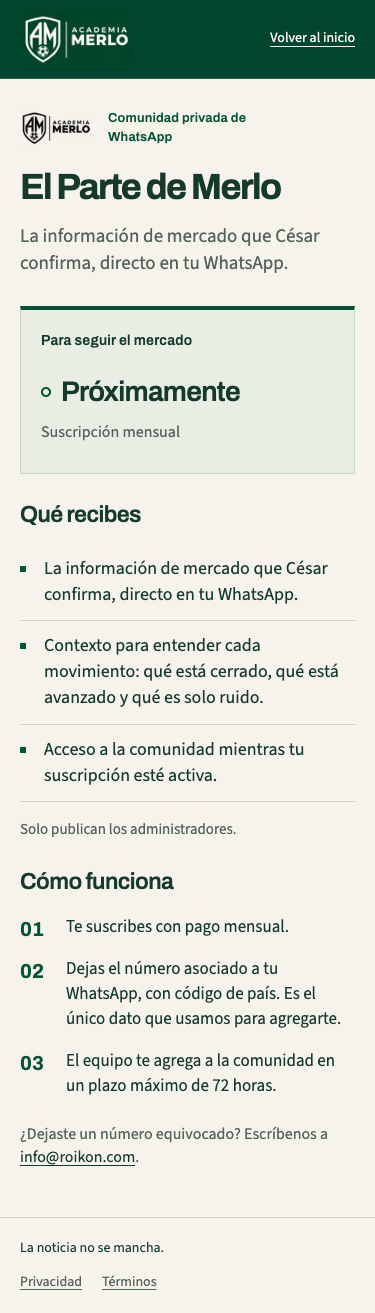 AM ACADEMIA
MERLO
Volver al inicio
AM ACADEMIA
MERLO
Comunidad privada de
WhatsApp
El Parte de Merlo
La información de mercado que César
confirma, directo en tu WhatsApp.
Para seguir el mercado
Próximamente
Suscripción mensual
Qué recibes
La información de mercado que César
confirma, directo en tu WhatsApp.
Contexto para entender cada
movimiento: qué está cerrado, qué está
avanzado y qué es solo ruido.
Acceso a la comunidad mientras tu
suscripción esté activa.
Solo publican los administradores.
Cómo funciona
01 Te suscribes con pago mensual.
02 Dejas el número asociado a tu
WhatsApp, con código de país. Es el
único dato que usamos para agregarte.
03 El equipo te agrega a la comunidad en
un plazo máximo de 72 horas.
¿Dejaste un número equivocado? Escríbenos a
info@roikon.com.
La noticia no se mancha.
Privacidad Términos